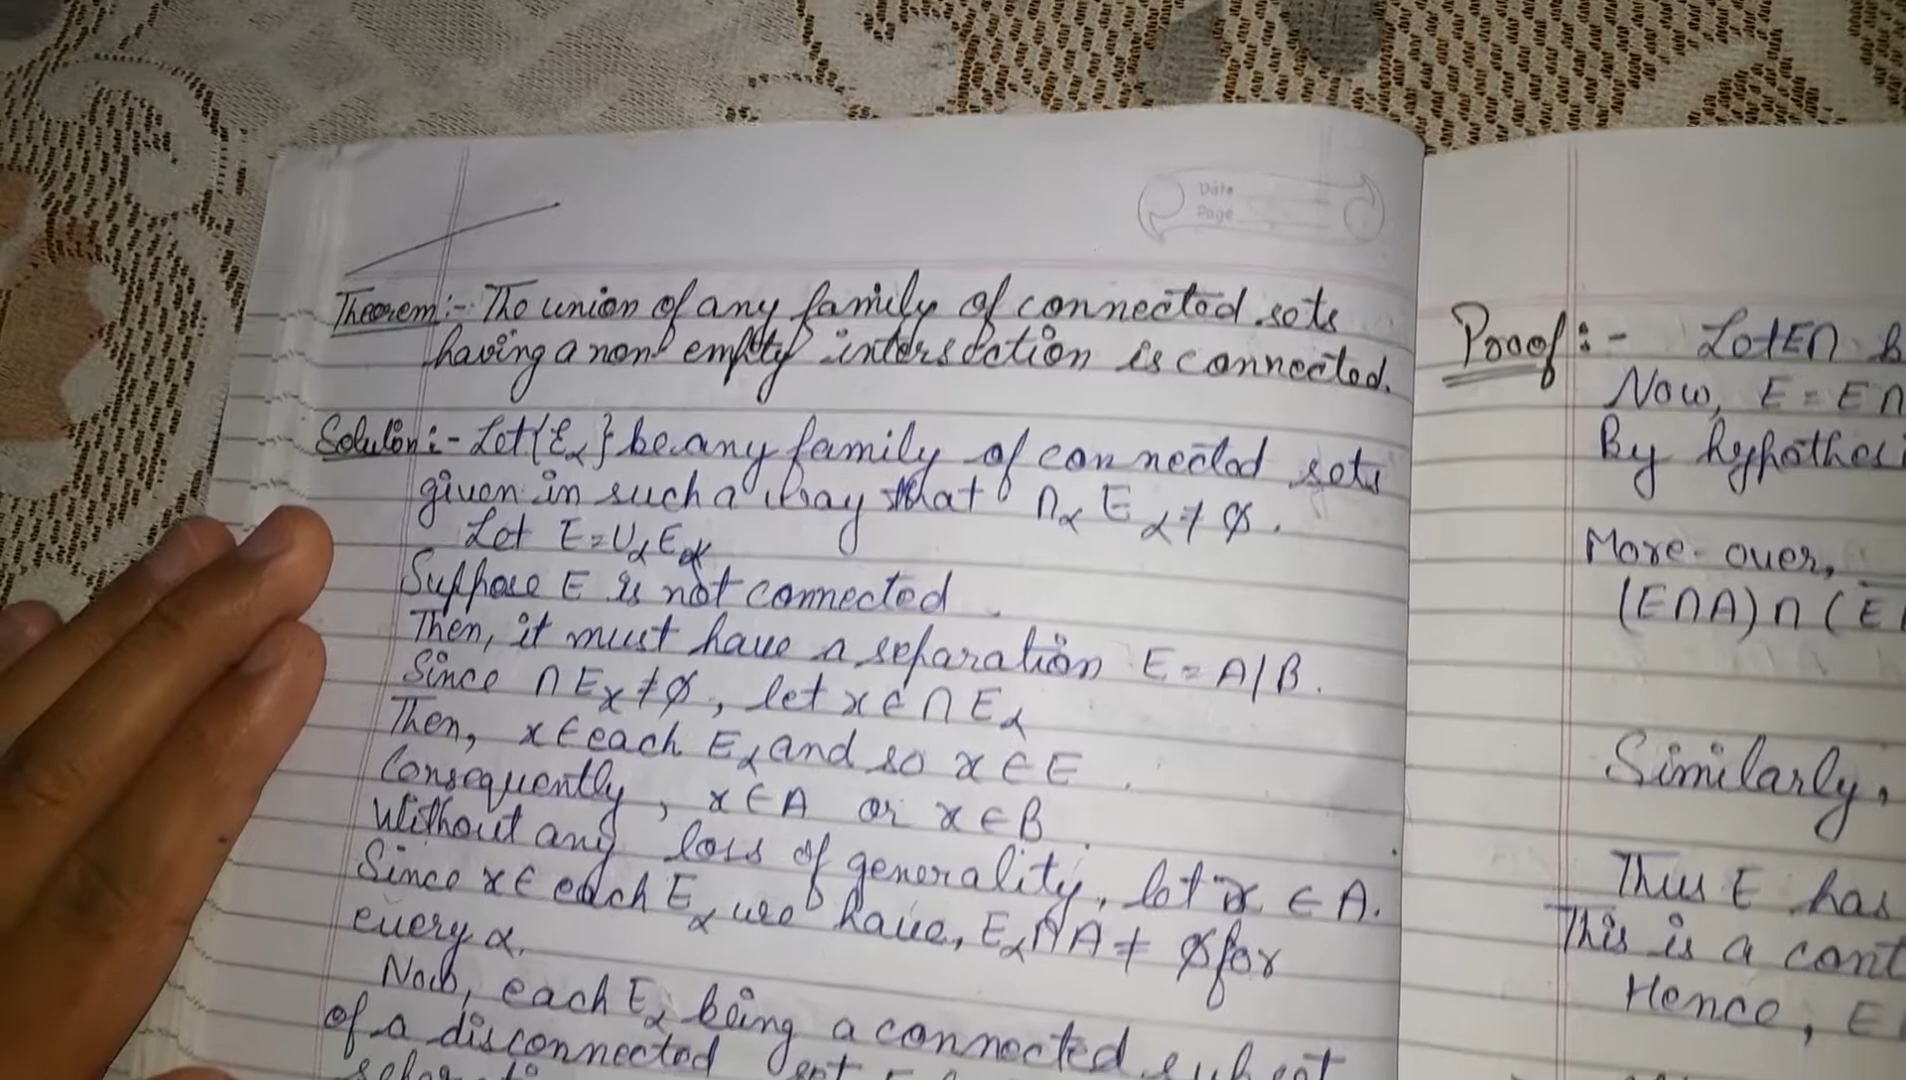 Date
Page
Theorem:- The union of any family of connected sets
having a non empty intersection is connected.
Solution:- Let {Eα} be any family of connected sets
given in such a way that ∩α Eα ≠ ∅.
Let E = ∪α Eα
Suppose E is not connected.
Then, it must have a separation E = A/B.
Since ∩ Eα ≠ ∅, let x ∈ ∩ Eα
Then, x ∈ each Eα and so x ∈ E.
Consequently, x ∈ A or x ∈ B.
Without any loss of generality, let x ∈ A.
Since x ∈ each Eα we have, Eα ∩ A ≠ ∅ for
every α.
Now, each Eα being a connected subset
of a disconnected
Proof:- Let E∩
Now, E = E∩
By hypothesi
More over,
(E∩A) ∩ (E
Similarly,
Thus E has
This is a cont
Hence, E